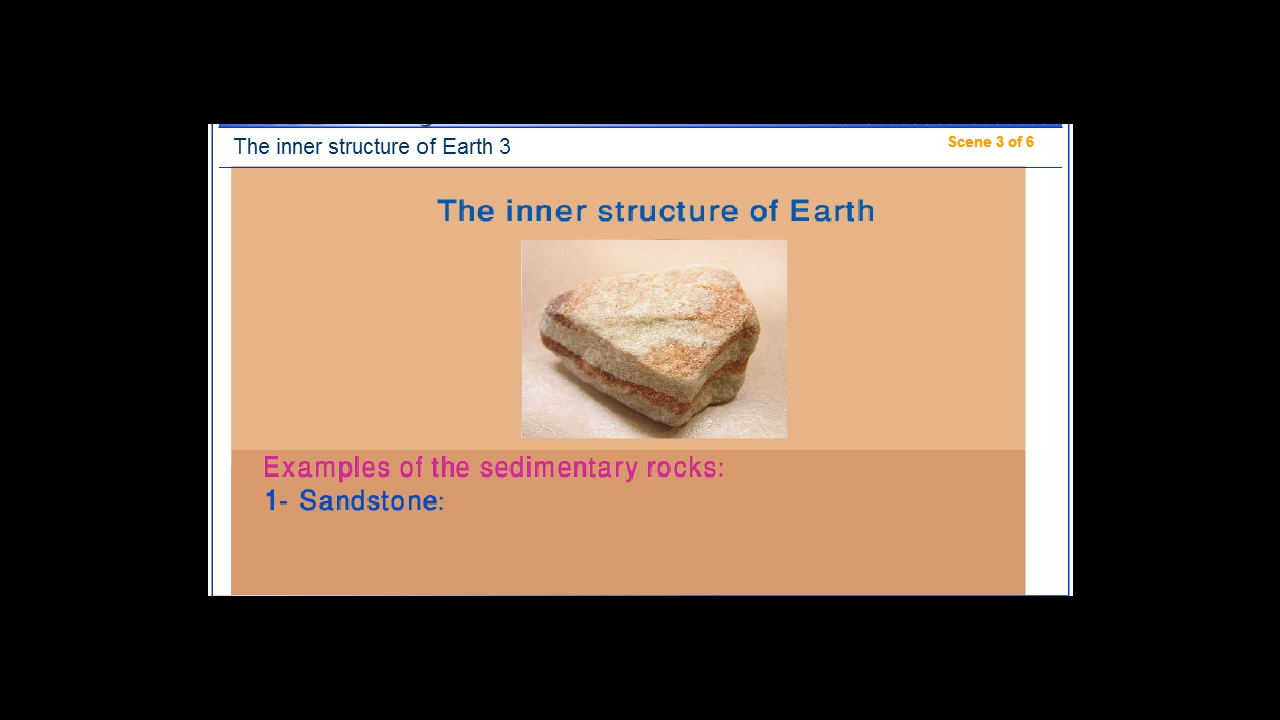 The inner structure of Earth 3
Scene 3 of 6
The inner structure of Earth
Examples of the sedimentary rocks:
1- Sandstone: